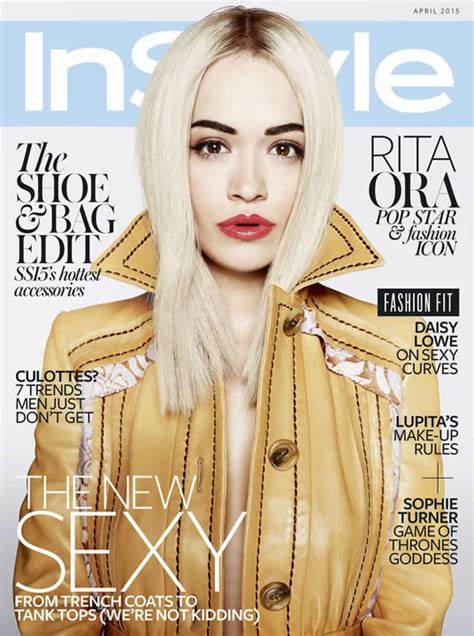 APRIL 2015
InStyle
The
SHOE
& BAG
EDIT
SS15's hottest
accessories
RITA
ORA
POP STAR
& fashion
ICON
FASHION FIT
DAISY
LOWE
ON SEXY
CURVES
CULOTTES?
7 TRENDS
MEN JUST
DON'T GET
LUPITA'S
MAKE-UP
RULES
+
SOPHIE
TURNER
GAME OF
THRONES
GODDESS
THE NEW
SEXY
FROM TRENCH COATS TO
TANK TOPS (WE'RE NOT KIDDING)